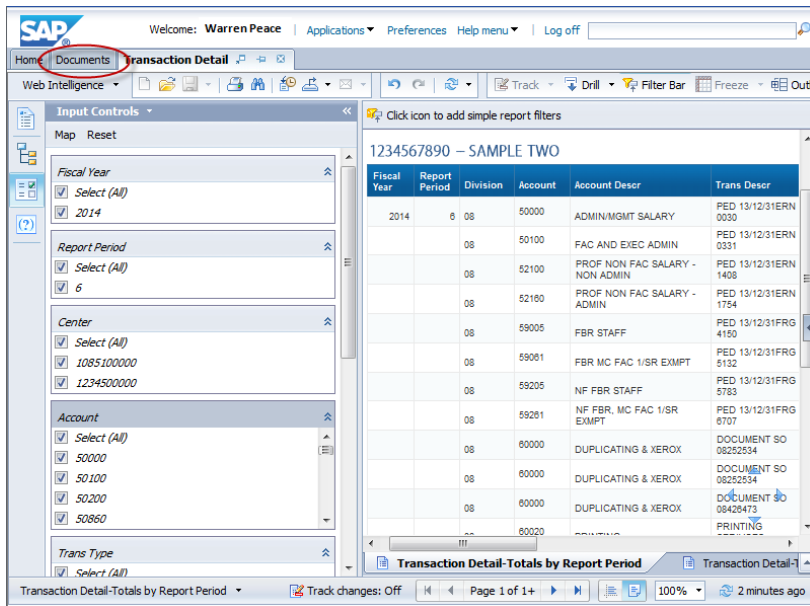 SAP Welcome: Warren Peace Applications Preferences Help menu Log off
Home Documents Transaction Detail
Web Intelligence Track Drill Filter Bar Freeze Out
Input Controls
Map Reset
Fiscal Year
Select (All)
2014
Report Period
Select (All)
6
Center
Select (All)
1085100000
1234500000
Account
Select (All)
50000
50100
50200
50860
Trans Type
Select (All)
Click icon to add simple report filters
1234567890 – SAMPLE TWO
Fiscal Year Report Period Division Account Account Descr Trans Descr
2014 6 08 50000 ADMIN/MGMT SALARY PED 13/12/31ERN 0030
08 50100 FAC AND EXEC ADMIN PED 13/12/31ERN 0331
08 52100 PROF NON FAC SALARY - NON ADMIN PED 13/12/31ERN 1408
08 52160 PROF NON FAC SALARY - ADMIN PED 13/12/31ERN 1754
08 59005 FBR STAFF PED 13/12/31FRG 4150
08 59061 FBR MC FAC 1/SR EXMPT PED 13/12/31FRG 5132
08 59205 NF FBR STAFF PED 13/12/31FRG 5783
08 59261 NF FBR, MC FAC 1/SR EXMPT PED 13/12/31FRG 6707
08 60000 DUPLICATING & XEROX DOCUMENT SO 08252534
08 60000 DUPLICATING & XEROX DOCUMENT SO 08252534
08 60000 DUPLICATING & XEROX DOCUMENT SO 08426473
60020 PRINTING
Transaction Detail-Totals by Report Period Transaction Detail-T
Transaction Detail-Totals by Report Period Track changes: Off Page 1 of 1+ 100% 2 minutes ago